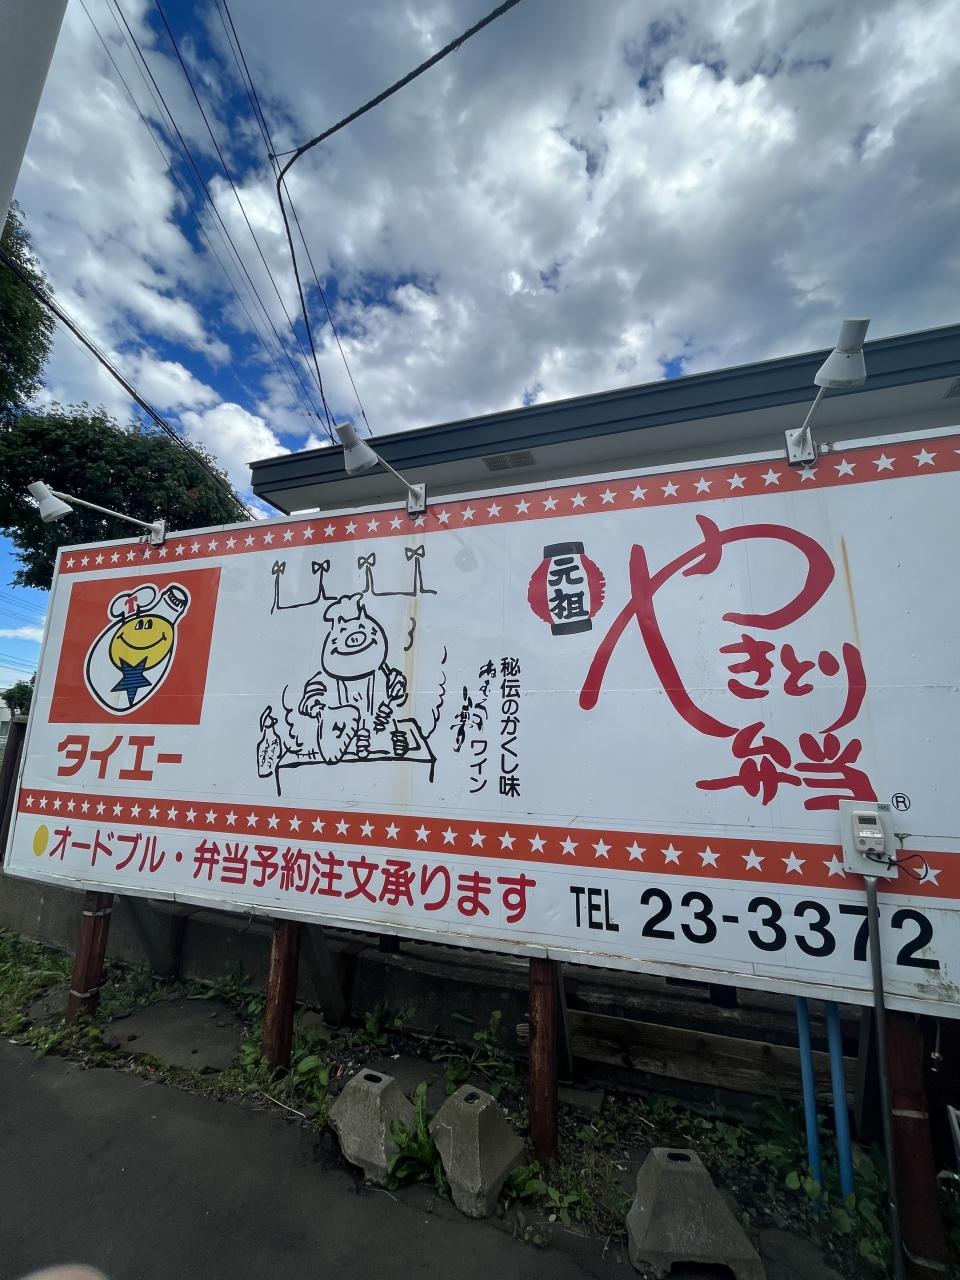 T
タイエー
秘伝のかくし味
ワイン
元祖
やきとり
弁当
®
オードブル・弁当予約注文承ります TEL 23-3372